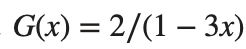 G(x) = 2/(1 − 3x)